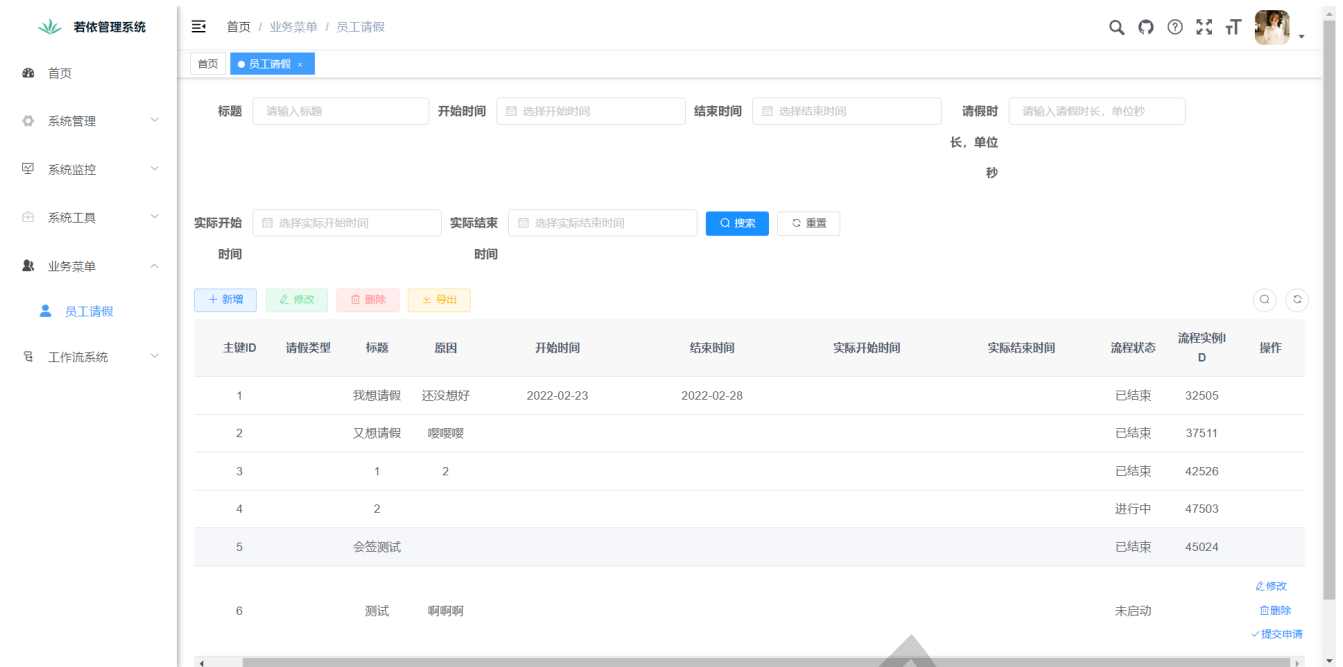 若依管理系统
首页 / 业务菜单 / 员工请假
首页
员工请假 ×
首页
系统管理
系统监控
系统工具
业务菜单
员工请假
工作流系统
标题 请输入标题 开始时间 选择开始时间 结束时间 选择结束时间 请假时 请输入请假时长，单位秒
长，单位
秒
实际开始 选择实际开始时间 实际结束 选择实际结束时间 搜索 重置
时间 时间
新增 修改 删除 导出
主键ID 请假类型 标题 原因 开始时间 结束时间 实际开始时间 实际结束时间 流程状态 流程实例I 操作
D
1 我想请假 还没想好 2022-02-23 2022-02-28 已结束 32505
2 又想请假 嘤嘤嘤 已结束 37511
3 1 2 已结束 42526
4 2 进行中 47503
5 会签测试 已结束 45024
修改
6 测试 啊啊啊 未启动 删除
提交申请